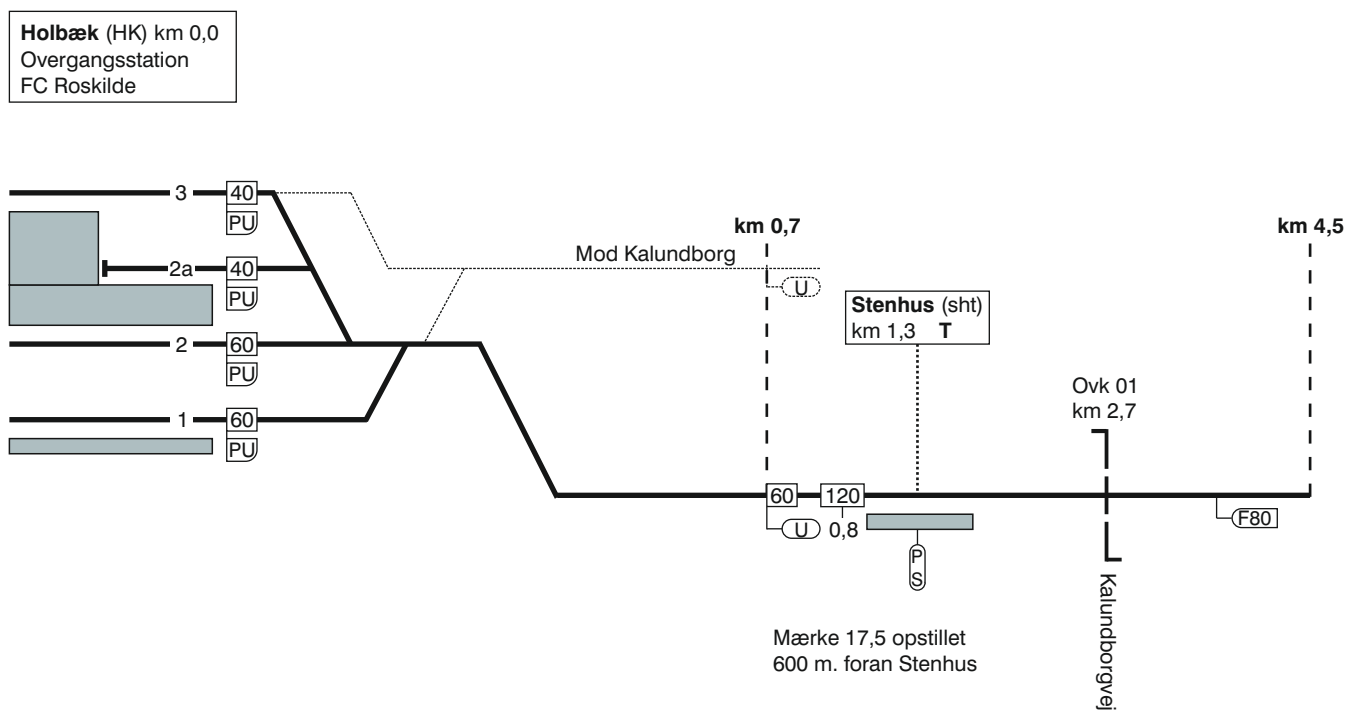 Holbæk (HK) km 0,0
Overgangsstation
FC Roskilde
3 40
PU
km 0,7
km 4,5
Mod Kalundborg
2a 40
PU
U
Stenhus (sht)
km 1,3 T
2 60
PU
Ovk 01
km 2,7
1 60
PU
60 120
U 0,8
F80
P
S
Kalundborgvej
Mærke 17,5 opstillet
600 m. foran Stenhus